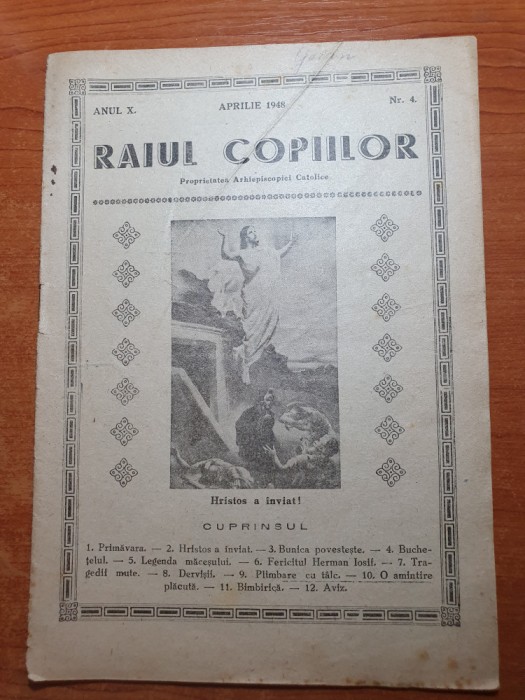 ANUL X.
APRILIE 1948
Nr. 4.
RAIUL COPIILOR
Proprietatea Arhiepiscopiei Catolice.
Hristos a înviat!
CUPRINSUL
1. Primăvara. — 2. Hristos a înviat. — 3. Bunica povestește. — 4. Buche-
țelul. — 5. Legenda măceșului. — 6. Fericitul Herman Iosif. — 7. Tra-
gedii mute. — 8. Dervișii. — 9. Plimbare cu tâlc. — 10. O amintire
plăcută. — 11. Bimbirică. — 12. Avix.